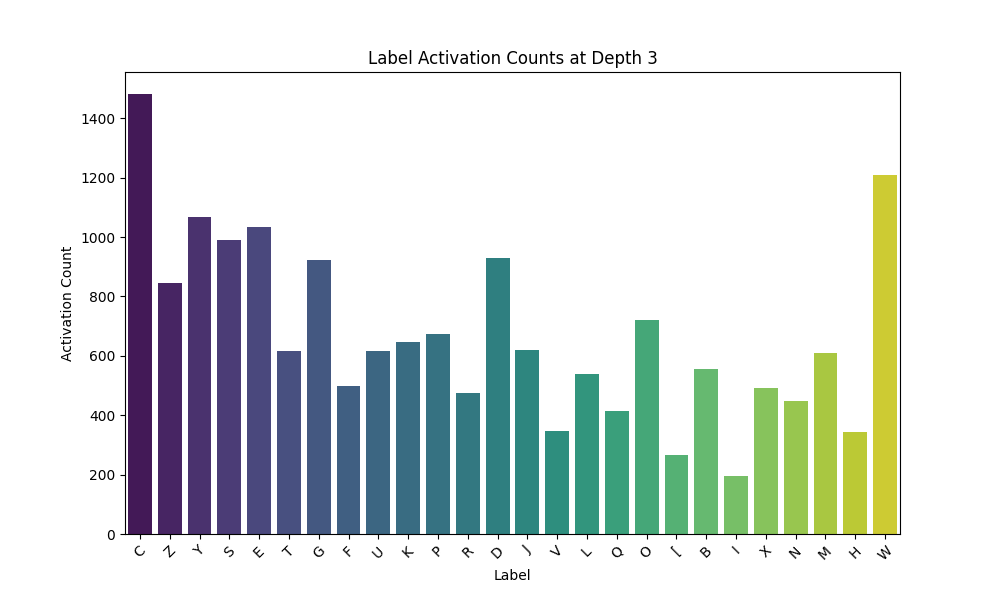 Label Activation Counts at Depth 3
Activation Count
1400
1200
1000
800
600
400
200
0
C Z Y S E T G F U K P R D J V L Q O [ B I X N M H W
Label